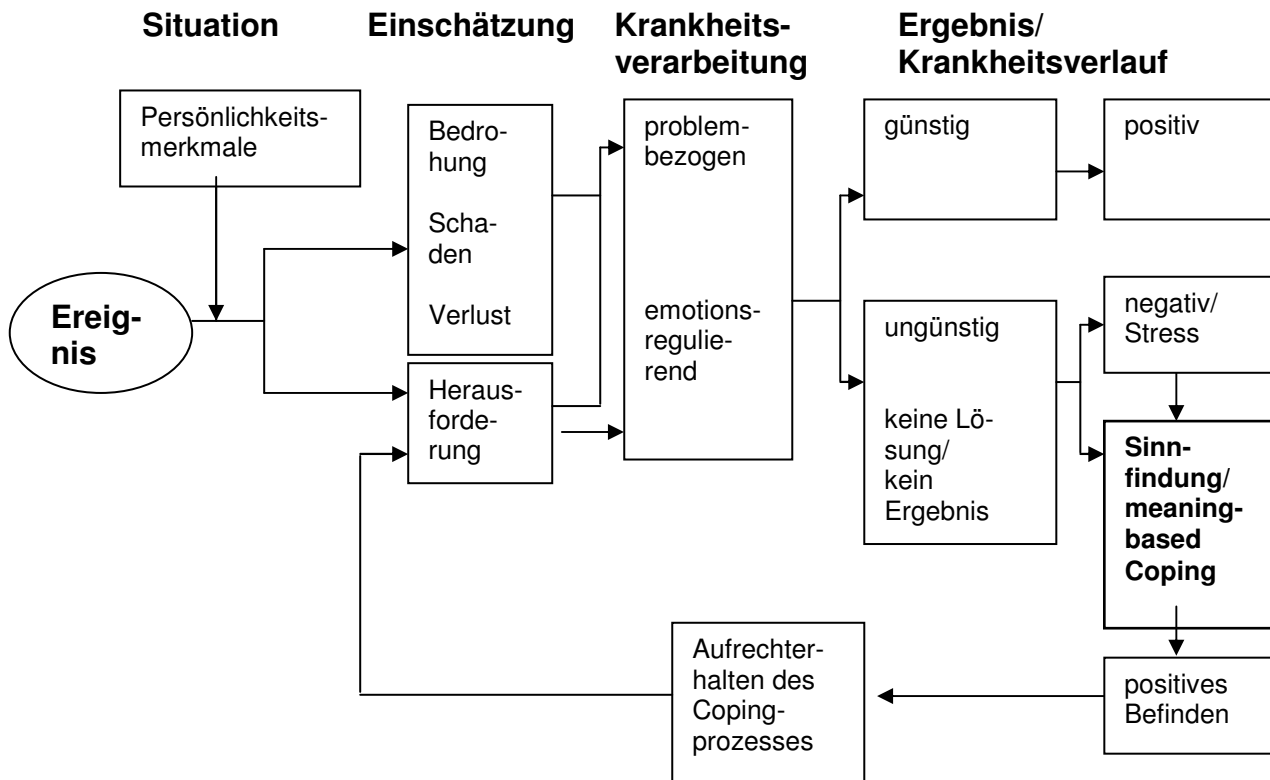 Situation
Einschätzung
Krankheits-
verarbeitung
Ergebnis/
Krankheitsverlauf
Persönlichkeits-
merkmale
Ereig-
nis
Bedro-
hung
Scha-
den
Verlust
Heraus-
forde-
rung
problem-
bezogen
emotions-
regulie-
rend
günstig
positiv
ungünstig
keine Lö-
sung/
kein
Ergebnis
negativ/
Stress
Sinn-
findung/
meaning-
based
Coping
positives
Befinden
Aufrechter-
halten des
Coping-
prozesses